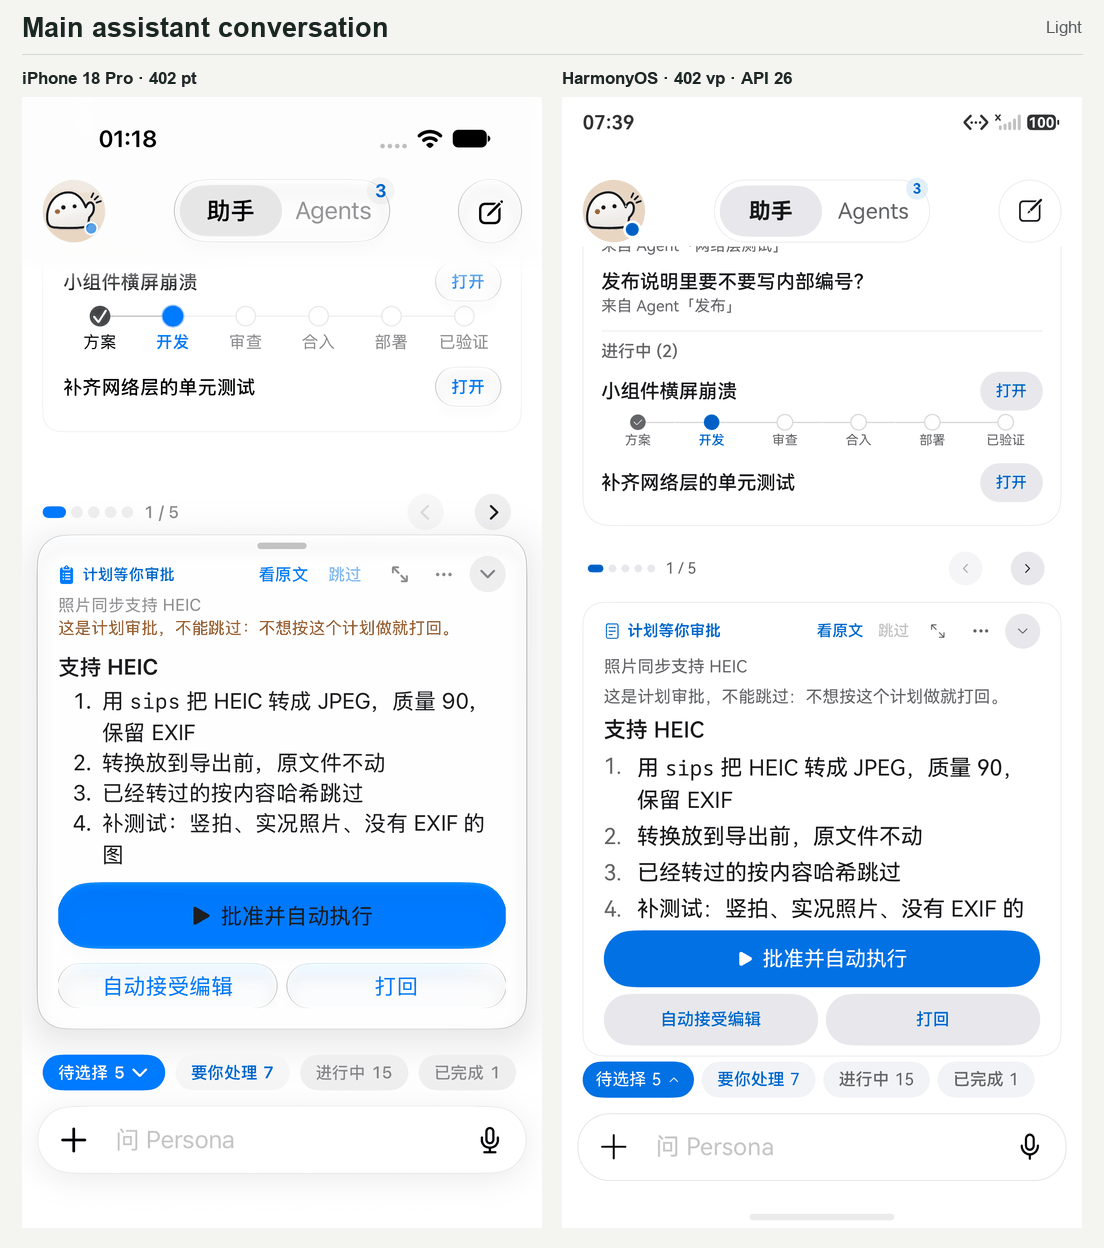 Main assistant conversation
Light
iPhone 18 Pro · 402 pt
01:18
助手
Agents
3
小组件横屏崩溃
打开
方案
开发
审查
合入
部署
已验证
补齐网络层的单元测试
打开
1 / 5
计划等你审批
看原文
跳过
照片同步支持 HEIC
这是计划审批，不能跳过：不想按这个计划做就打回。
支持 HEIC
1. 用 sips 把 HEIC 转成 JPEG，质量 90，
保留 EXIF
2. 转换放到导出前，原文件不动
3. 已经转过的按内容哈希跳过
4. 补测试：竖拍、实况照片、没有 EXIF 的
图
批准并自动执行
自动接受编辑
打回
待选择 5
要你处理 7
进行中 15
已完成 1
问 Persona
HarmonyOS · 402 vp · API 26
07:39
100
助手
Agents
3
来自 Agent「网络层测试」
发布说明里要不要写内部编号？
来自 Agent「发布」
进行中 (2)
小组件横屏崩溃
打开
方案
开发
审查
合入
部署
已验证
补齐网络层的单元测试
打开
1 / 5
计划等你审批
看原文
跳过
照片同步支持 HEIC
这是计划审批，不能跳过：不想按这个计划做就打回。
支持 HEIC
1. 用 sips 把 HEIC 转成 JPEG，质量 90，
保留 EXIF
2. 转换放到导出前，原文件不动
3. 已经转过的按内容哈希跳过
4. 补测试：竖拍、实况照片、没有 EXIF 的
批准并自动执行
自动接受编辑
打回
待选择 5
要你处理 7
进行中 15
已完成 1
问 Persona